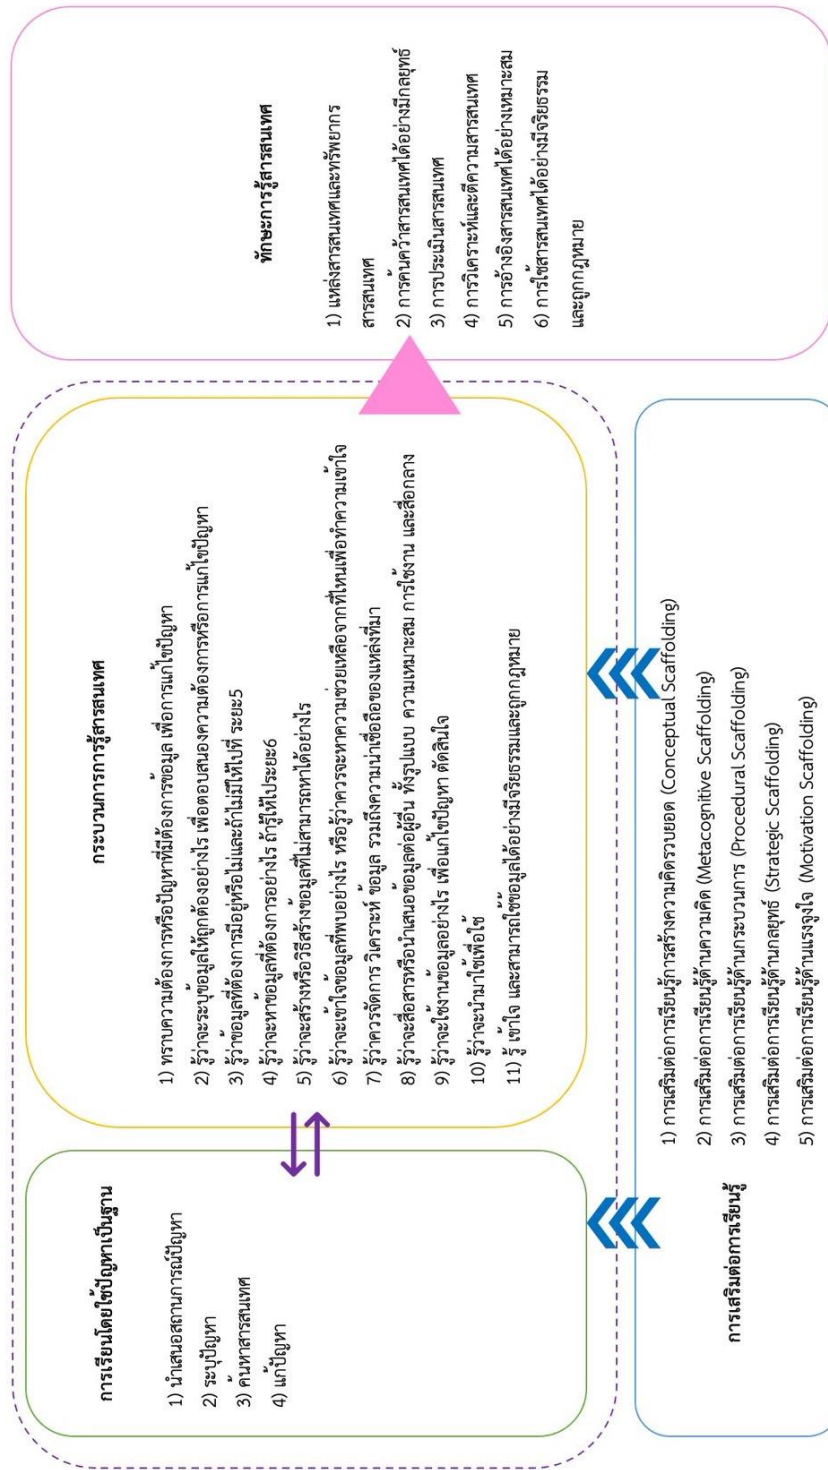 การเรียนโดยใช้ปัญหาเป็นฐาน
1) นำเสนอสถานการณ์ปัญหา
2) ระบุปัญหา
3) ค้นหาสารสนเทศ
4) แก้ปัญหา
กระบวนการการรู้สารสนเทศ
1) ทราบความต้องการหรือปัญหาที่มีต้องการข้อมูล เพื่อการแก้ไขปัญหา
2) รู้ว่าจะระบุข้อมูลให้ถูกต้องอย่างไร เพื่อตอบสนองความต้องการหรือการแก้ไขปัญหา
3) รู้ว่าข้อมูลที่ต้องการมีอยู่หรือไม่และถ้าไม่มีให้ไปที่ ระยะ5
4) รู้ว่าจะหาข้อมูลที่ต้องการอย่างไร ถ้ารู้ให้ไประยะ6
5) รู้ว่าจะสร้างหรือวิธีสร้างข้อมูลที่ไม่สามารถหาได้อย่างไร
6) รู้ว่าจะเข้าใจข้อมูลที่พบอย่างไร หรือรู้ว่าควรจะหาความช่วยเหลือจากที่ไหนเพื่อทำความเข้าใจ
7) รู้ว่าควรจัดการ วิเคราะห์ ข้อมูล รวมถึงความน่าเชื่อถือของแหล่งที่มา
8) รู้ว่าจะสื่อสารหรือนำเสนอข้อมูลต่อผู้อื่น ทั้งรูปแบบ ความเหมาะสม การใช้งาน และสื่อกลาง
9) รู้ว่าจะใช้งานข้อมูลอย่างไร เพื่อแก้ไขปัญหา ตัดสินใจ
10) รู้ว่าจะนำมาใช้เพื่อใช้
11) รู้ เข้าใจ และสามารถใช้ข้อมูลได้อย่างมีจริยธรรมและถูกกฎหมาย
ทักษะการรู้สารสนเทศ
1) แหล่งสารสนเทศและทรัพยากร
สารสนเทศ
2) การค้นคว้าสารสนเทศได้อย่างมีกลยุทธ์
3) การประเมินสารสนเทศ
4) การวิเคราะห์และตีความสารสนเทศ
5) การอ้างอิงสารสนเทศได้อย่างเหมาะสม
6) การใช้สารสนเทศได้อย่างมีจริยธรรม
และถูกกฎหมาย
การเสริมต่อการเรียนรู้
1) การเสริมต่อการเรียนรู้การสร้างความคิดรวบยอด (Conceptual Scaffolding)
2) การเสริมต่อการเรียนรู้ด้านความคิด (Metacognitive Scaffolding)
3) การเสริมต่อการเรียนรู้ด้านกระบวนการ (Procedural Scaffolding)
4) การเสริมต่อการเรียนรู้ด้านกลยุทธ์ (Strategic Scaffolding)
5) การเสริมต่อการเรียนรู้ด้านแรงจูงใจ (Motivation Scaffolding)